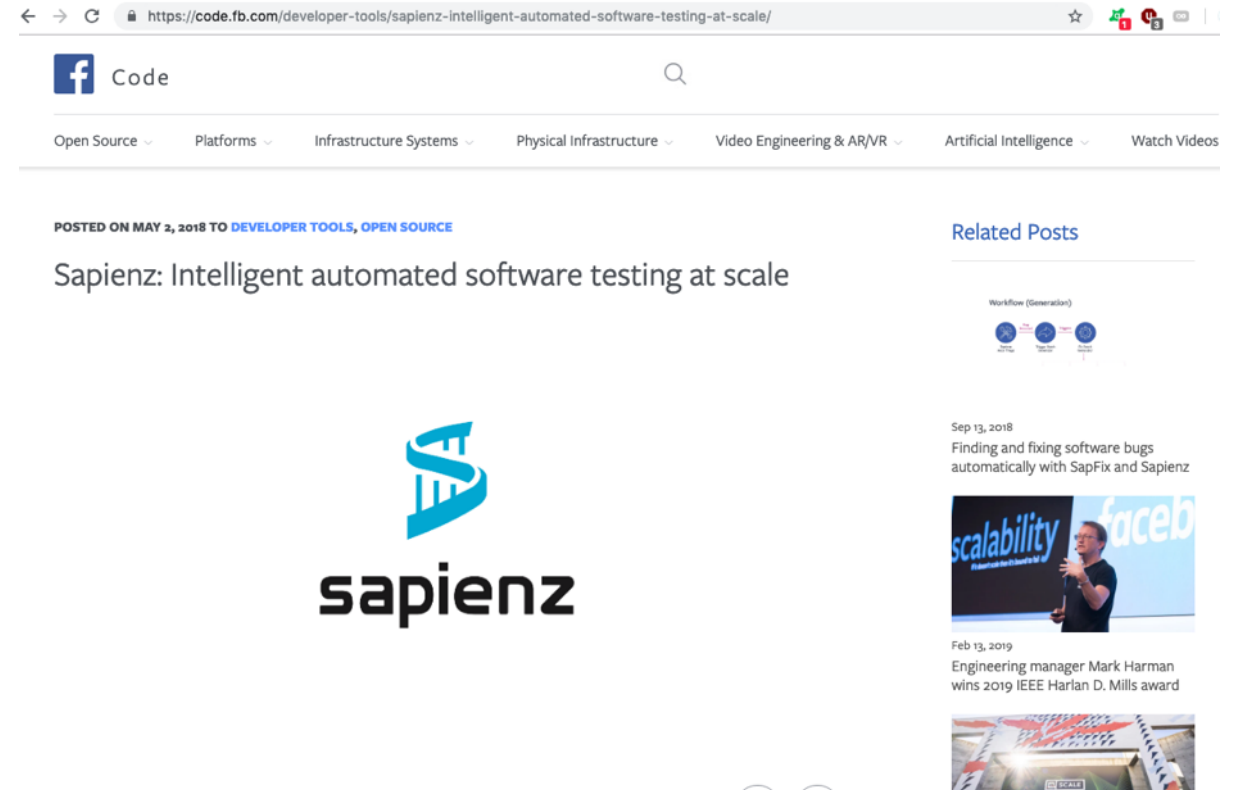 https://code.fb.com/developer-tools/sapienz-intelligent-automated-software-testing-at-scale/
1
3
f Code
Open Source
Platforms
Infrastructure Systems
Physical Infrastructure
Video Engineering & AR/VR
Artificial Intelligence
Watch Videos
POSTED ON MAY 2, 2018 TO DEVELOPER TOOLS, OPEN SOURCE
Sapienz: Intelligent automated software testing at scale
sapienz
Related Posts
Workflow (Generation)
Sep 13, 2018
Finding and fixing software bugs
automatically with SapFix and Sapienz
scalability
faceb
Feb 13, 2019
Engineering manager Mark Harman
wins 2019 IEEE Harlan D. Mills award
SCALE